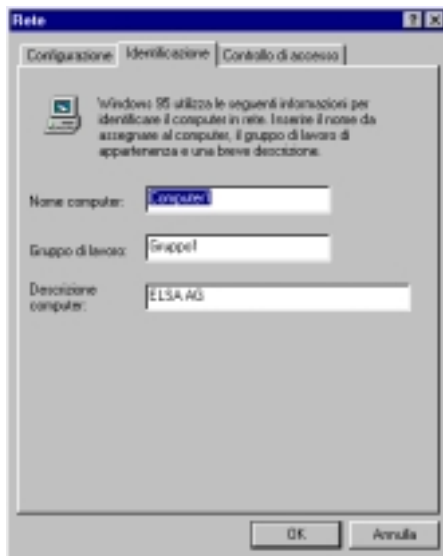 Rete
Configurazione Identificazione Controllo di accesso
Windows 95 utilizza le seguenti informazioni per
identificare il computer in rete. Inserire il nome da
assegnare al computer, il gruppo di lavoro di
appartenenza e una breve descrizione.
Nome computer: Computer1
Gruppo di lavoro: Gruppo1
Descrizione
computer: ELSA AG
OK Annulla